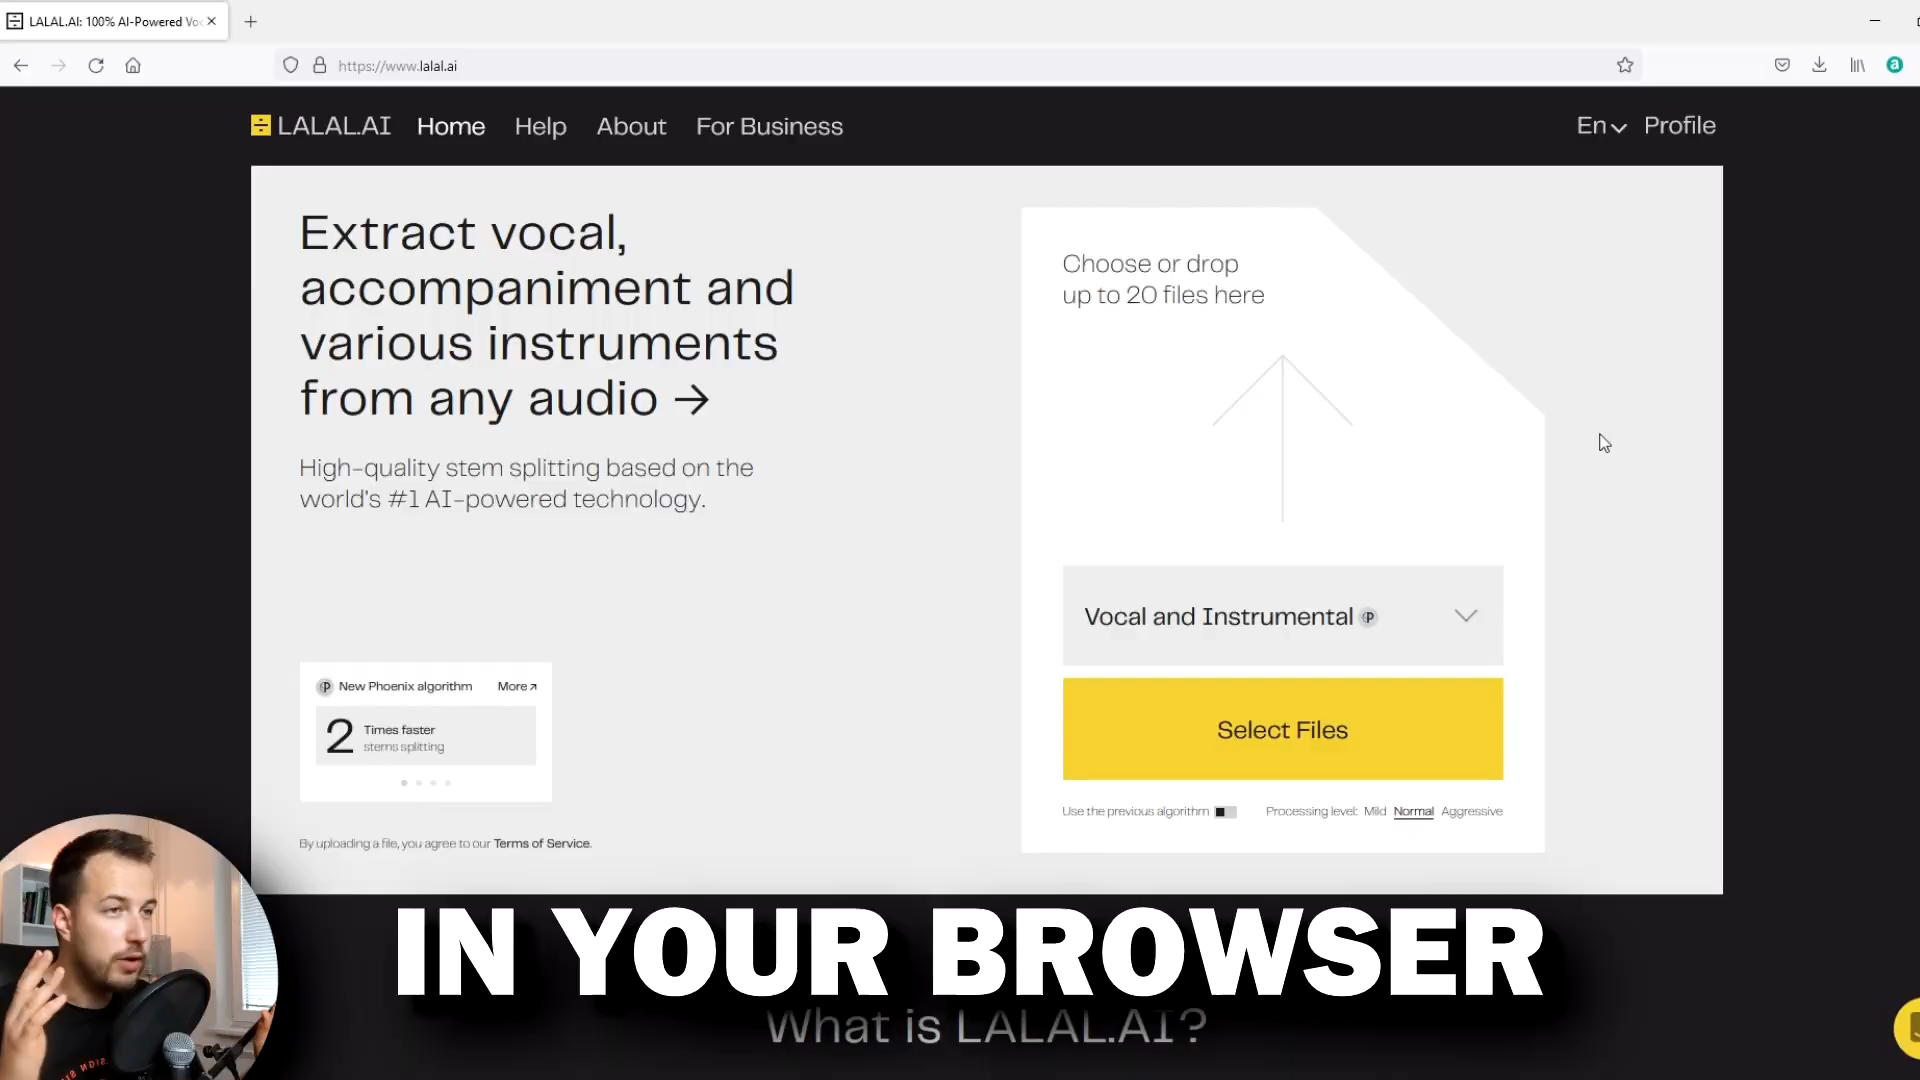 LALAL.AI: 100% AI-Powered Vo
https://www.lalal.ai
LALAL.AI Home Help About For Business En Profile
Extract vocal,
accompaniment and
various instruments
from any audio →
High-quality stem splitting based on the
world's #1 AI-powered technology.
Choose or drop
up to 20 files here
Vocal and Instrumental
Select Files
Use the previous algorithm Processing level: Mild Normal Aggressive
New Phoenix algorithm More ↗
2 Times faster
stems splitting
By uploading a file, you agree to our Terms of Service.
IN YOUR BROWSER
What is LALAL.AI?